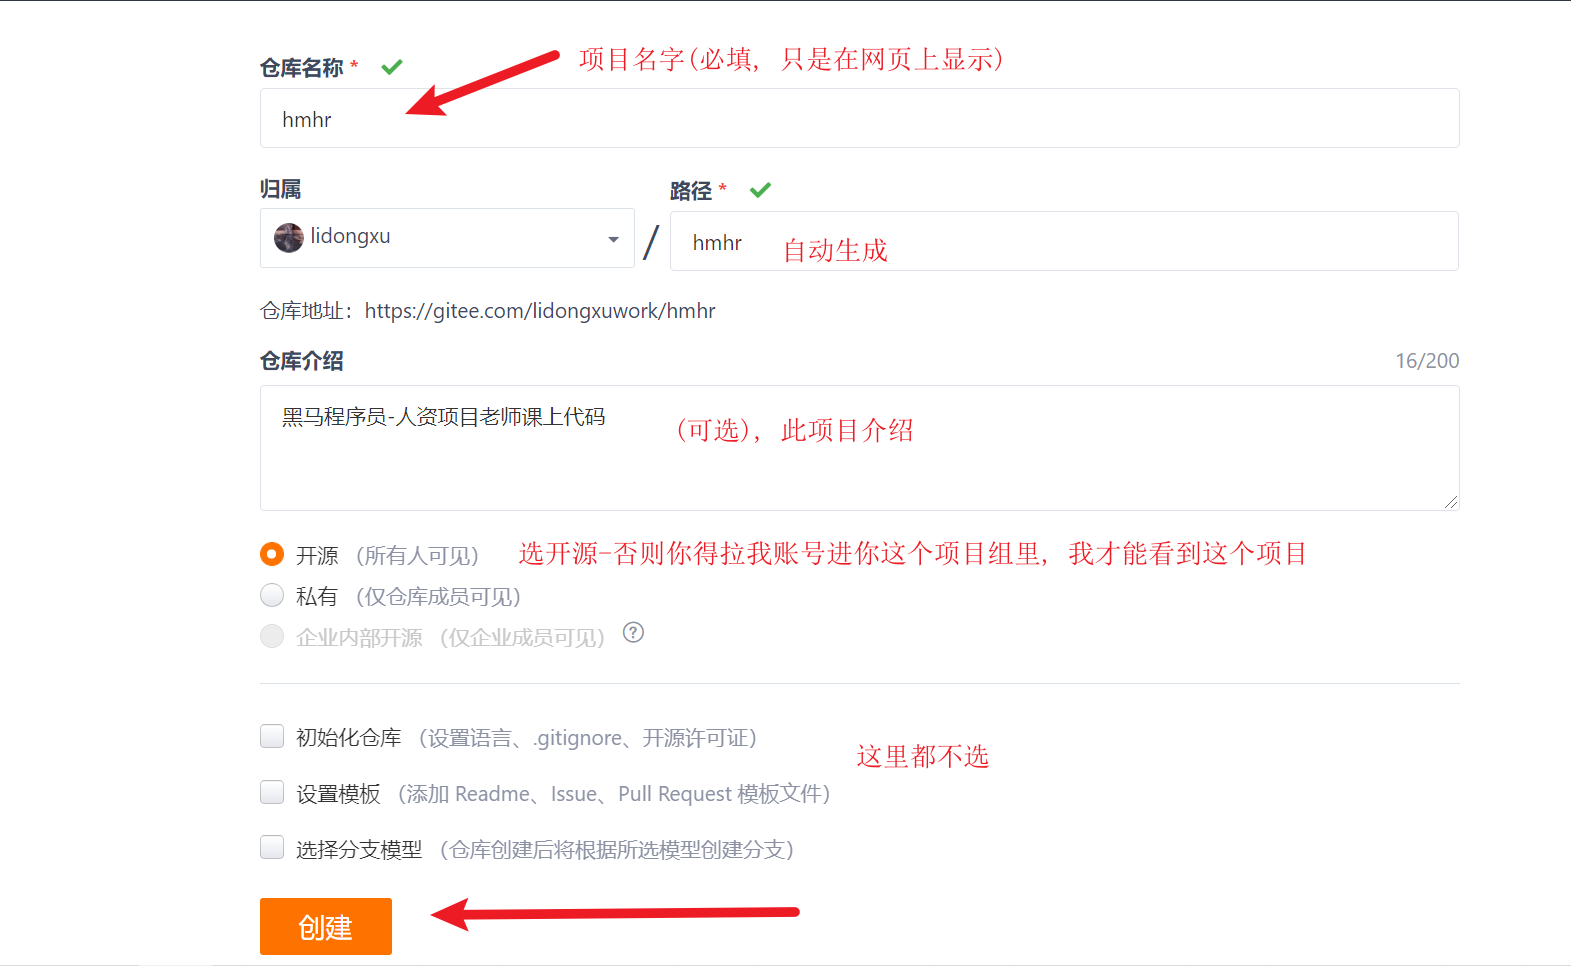 仓库名称 *
项目名字(必填，只是在网页上显示)
hmhr
归属
路径 *
lidongxu
/
hmhr
自动生成
仓库地址：https://gitee.com/lidongxuwork/hmhr
仓库介绍
16/200
黑马程序员-人资项目老师课上代码
(可选)，此项目介绍
开源（所有人可见）
选开源-否则你得拉我账号进你这个项目组里，我才能看到这个项目
私有（仅仓库成员可见）
企业内部开源（仅企业成员可见）?
初始化仓库（设置语言、.gitignore、开源许可证）
这里都不选
设置模板（添加 Readme、Issue、Pull Request 模板文件）
选择分支模型（仓库创建后将根据所选模型创建分支）
创建